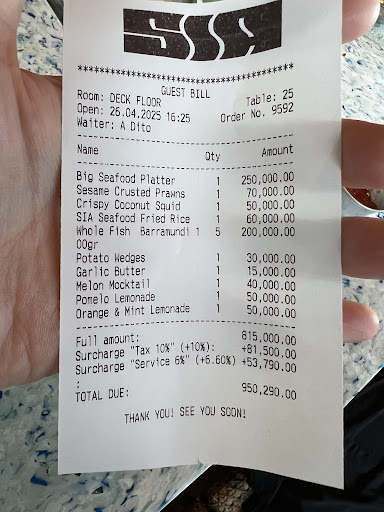 SSS
********************************************
GUEST BILL
Room: DECK FLOOR Table: 25
Open: 26.04.2025 16:25 Order No. 9592
Waiter: A Dito
--------------------------------------------
Name Qty Amount
--------------------------------------------
Big Seafood Platter 1 250,000.00
Sesame Crusted Prawns 1 70,000.00
Crispy Coconut Squid 1 50,000.00
SIA Seafood Fried Rice 1 60,000.00
Whole Fish Barramundi 1 5 200,000.00
00gr
Potato Wedges 1 30,000.00
Garlic Butter 1 15,000.00
Melon Mocktail 1 40,000.00
Pomelo Lemonade 1 50,000.00
Orange & Mint Lemonade 1 50,000.00
--------------------------------------------
Full amount: 815,000.00
Surcharge "Tax 10%" (+10%): +81,500.00
Surcharge "Service 6%" (+6.60%) +53,790.00
:
TOTAL DUE: 950,290.00
THANK YOU! SEE YOU SOON!